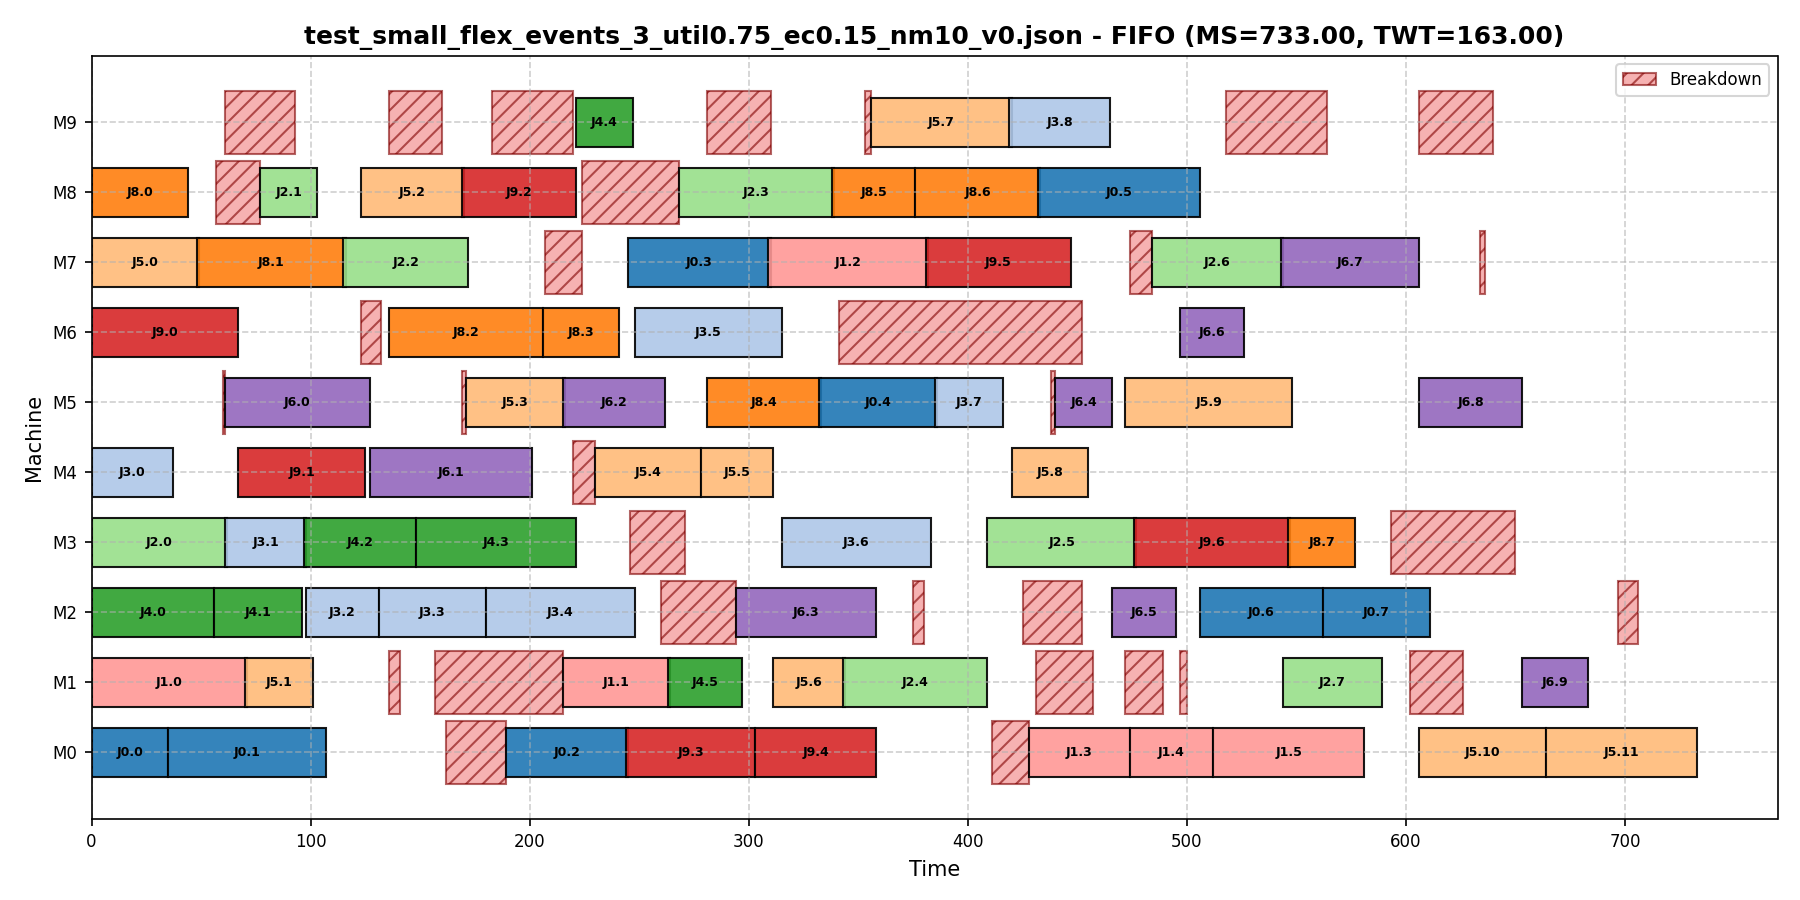 test_small_flex_events_3_util0.75_ec0.15_nm10_v0.json - FIFO (MS=733.00, TWT=163.00)
Breakdown
M9 J4.4 J5.7 J3.8
M8 J8.0 J2.1 J5.2 J9.2 J2.3 J8.5 J8.6 J0.5
M7 J5.0 J8.1 J2.2 J0.3 J1.2 J9.5 J2.6 J6.7
M6 J9.0 J8.2 J8.3 J3.5 J6.6
M5 J6.0 J5.3 J6.2 J8.4 J0.4 J3.7 J6.4 J5.9 J6.8
M4 J3.0 J9.1 J6.1 J5.4 J5.5 J5.8
M3 J2.0 J3.1 J4.2 J4.3 J3.6 J2.5 J9.6 J8.7
M2 J4.0 J4.1 J3.2 J3.3 J3.4 J6.3 J6.5 J0.6 J0.7
M1 J1.0 J5.1 J1.1 J4.5 J5.6 J2.4 J2.7 J6.9
M0 J0.0 J0.1 J0.2 J9.3 J9.4 J1.3 J1.4 J1.5 J5.10 J5.11
Machine
0 100 200 300 400 500 600 700
Time